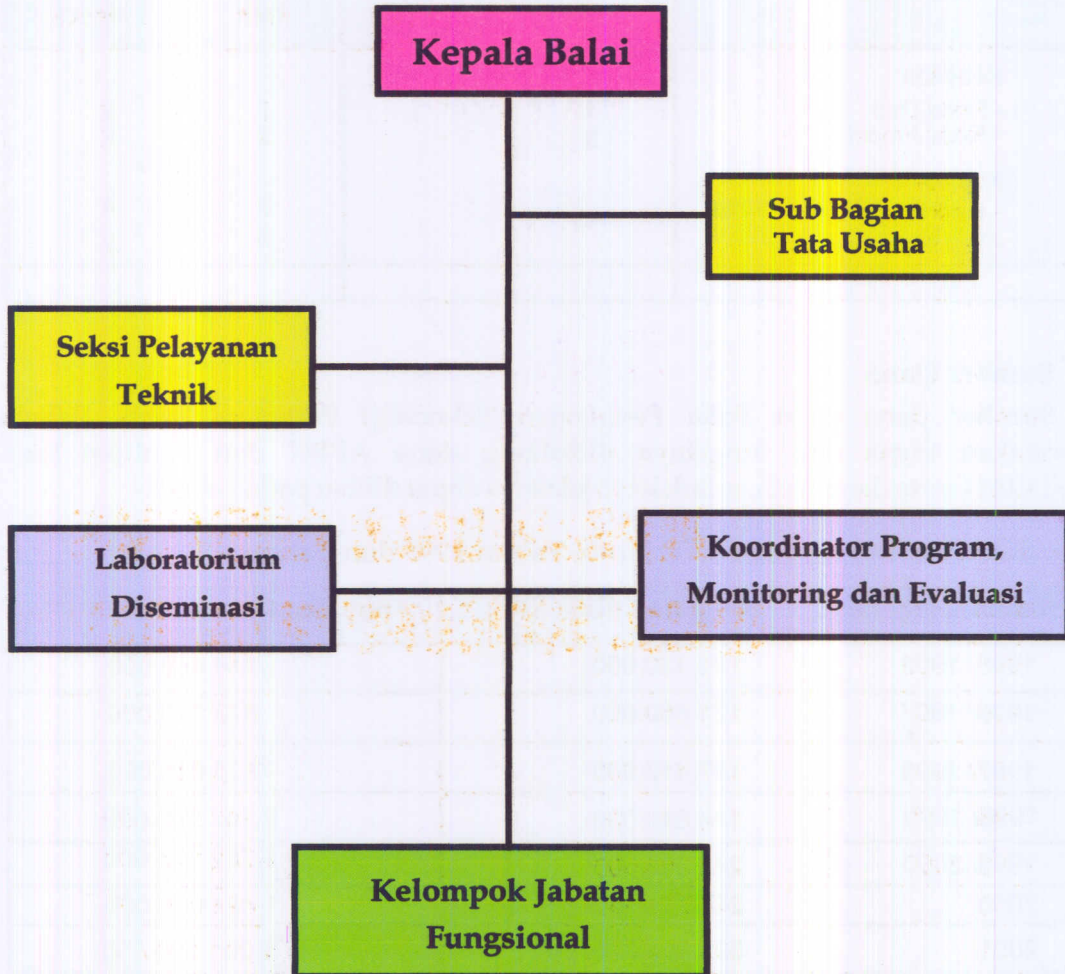 Kepala Balai
Sub Bagian
Tata Usaha
Seksi Pelayanan
Teknik
Laboratorium
Diseminasi
Koordinator Program,
Monitoring dan Evaluasi
Kelompok Jabatan
Fungsional